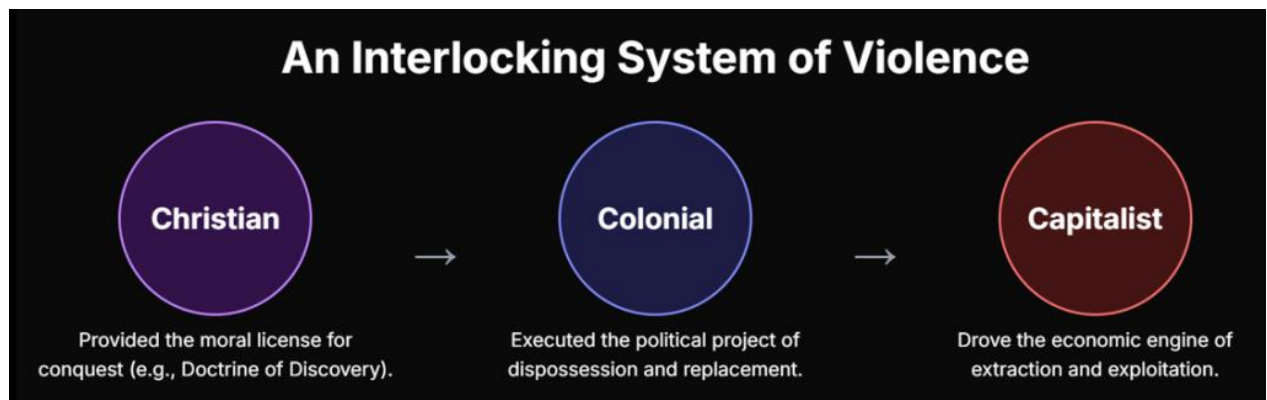 An Interlocking System of Violence
Christian
→
Colonial
→
Capitalist
Provided the moral license for
conquest (e.g., Doctrine of Discovery).
Executed the political project of
dispossession and replacement.
Drove the economic engine of
extraction and exploitation.